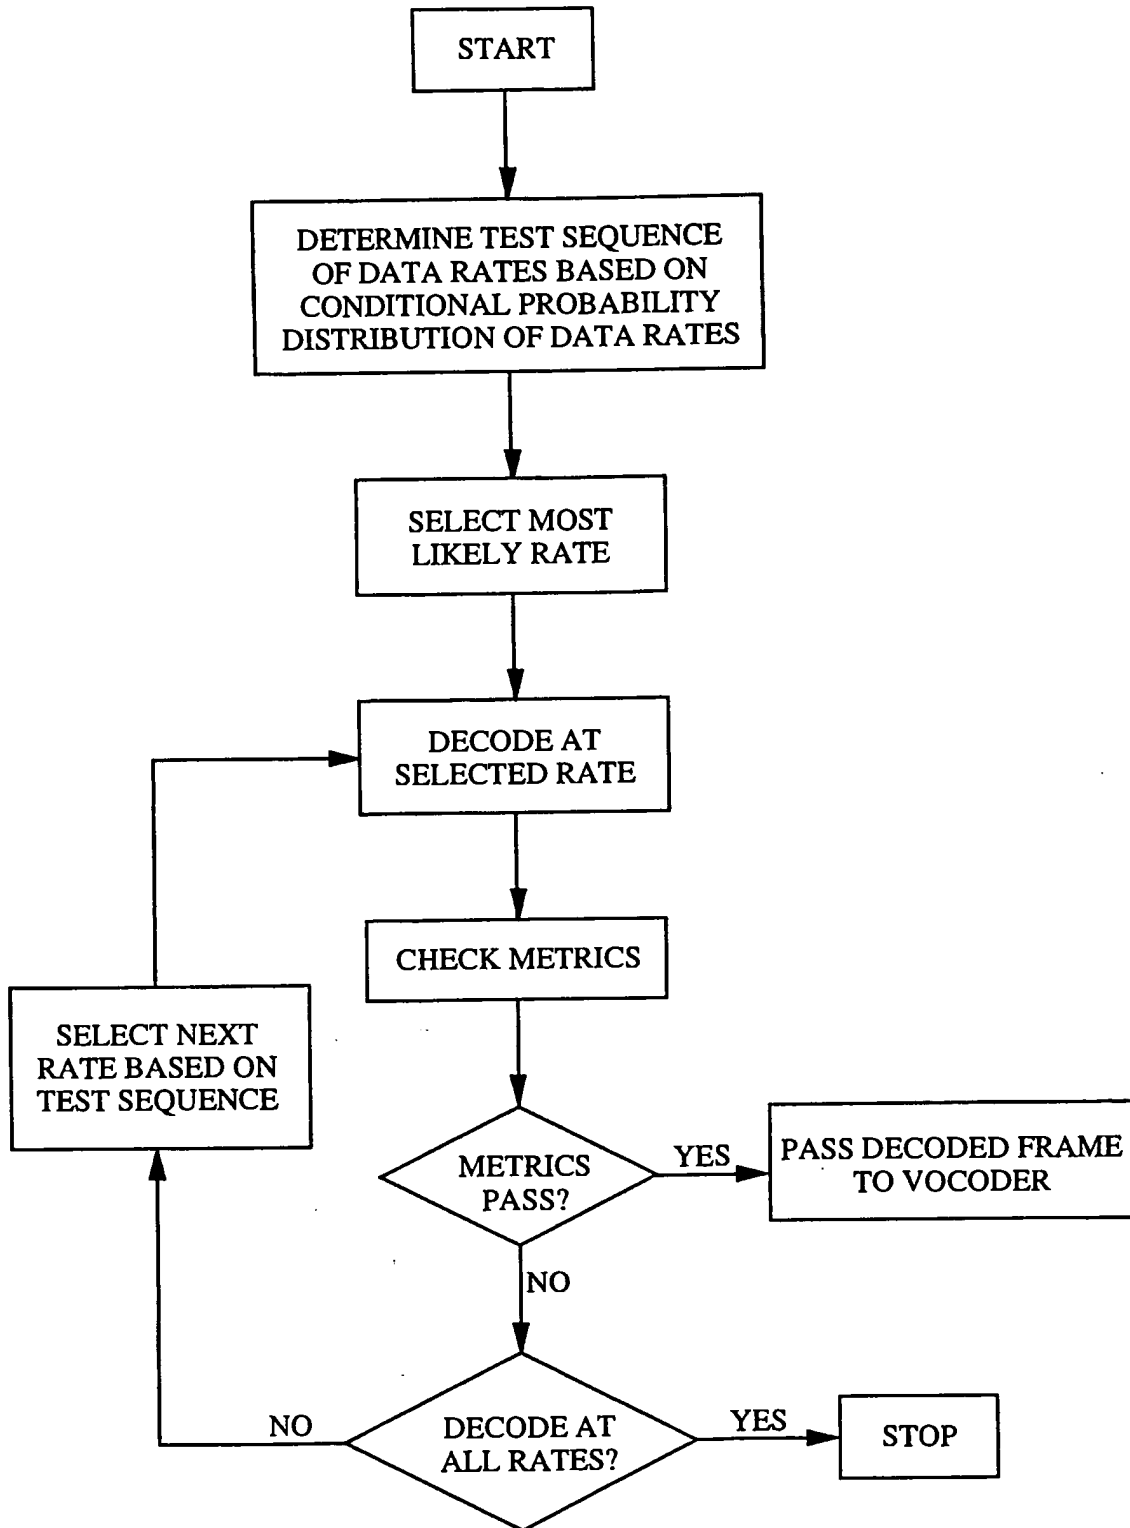 START
DETERMINE TEST SEQUENCE
OF DATA RATES BASED ON
CONDITIONAL PROBABILITY
DISTRIBUTION OF DATA RATES
SELECT MOST
LIKELY RATE
DECODE AT
SELECTED RATE
CHECK METRICS
SELECT NEXT
RATE BASED ON
TEST SEQUENCE
METRICS
PASS?
YES
PASS DECODED FRAME
TO VOCODER
NO
DECODE AT
ALL RATES?
NO
YES
STOP